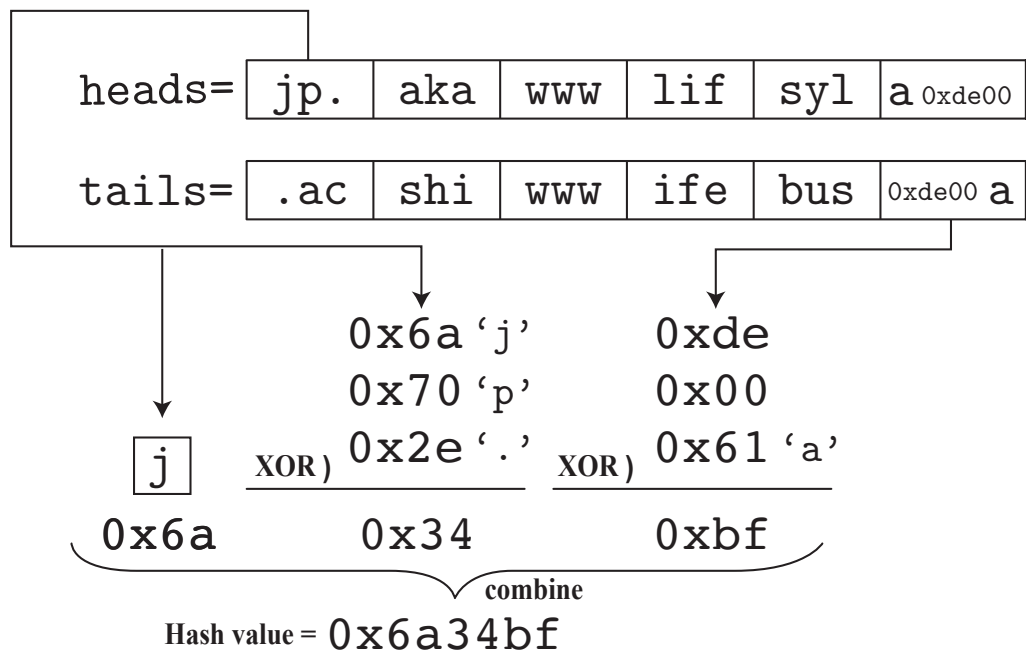 heads= jp. aka www lif syl a 0xde00
tails= .ac shi www ife bus 0xde00 a
0x6a ‘j’ 0xde
0x70 ‘p’ 0x00
j XOR) 0x2e ‘.’ XOR) 0x61 ‘a’
0x6a 0x34 0xbf
combine
Hash value = 0x6a34bf